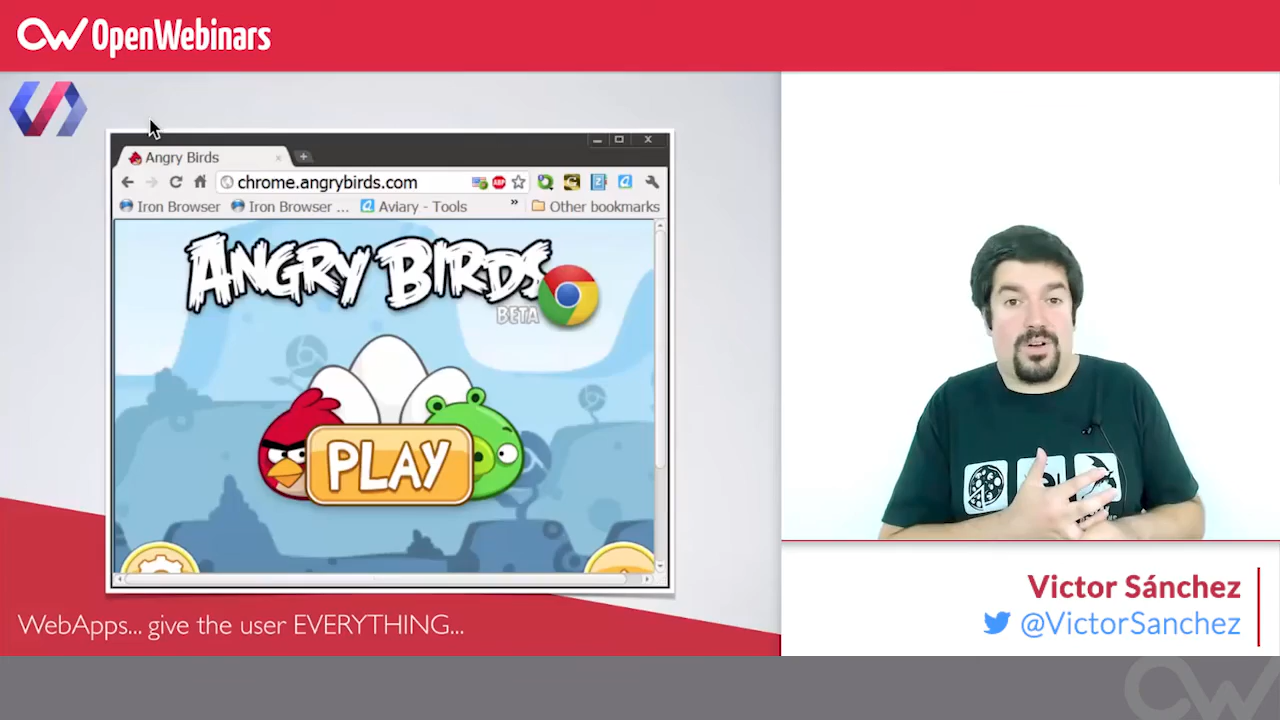 OpenWebinars
Angry Birds
chrome.angrybirds.com
ABP
Iron Browser
Iron Browser ...
Aviary - Tools
»
Other bookmarks
ANGRY BIRDS
BETA
PLAY
WebApps... give the user EVERYTHING...
Victor Sánchez
@VictorSanchez